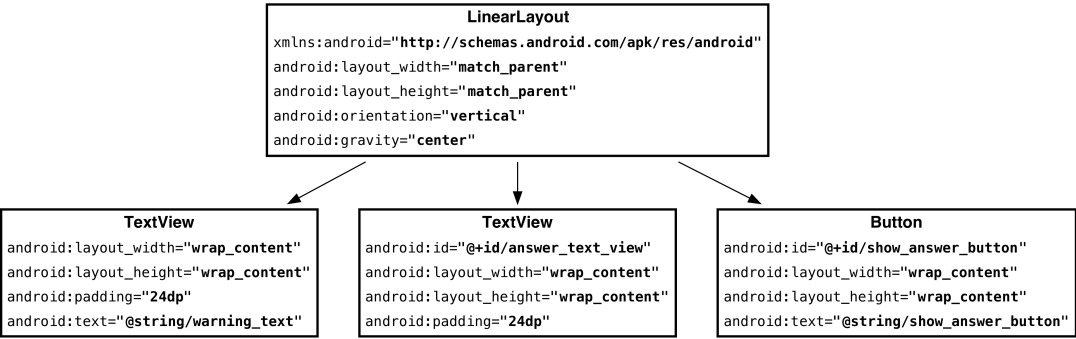 LinearLayout
xmlns:android="http://schemas.android.com/apk/res/android"
android:layout_width="match_parent"
android:layout_height="match_parent"
android:orientation="vertical"
android:gravity="center"
TextView
android:layout_width="wrap_content"
android:layout_height="wrap_content"
android:padding="24dp"
android:text="@string/warning_text"
TextView
android:id="@+id/answer_text_view"
android:layout_width="wrap_content"
android:layout_height="wrap_content"
android:padding="24dp"
Button
android:id="@+id/show_answer_button"
android:layout_width="wrap_content"
android:layout_height="wrap_content"
android:text="@string/show_answer_button"